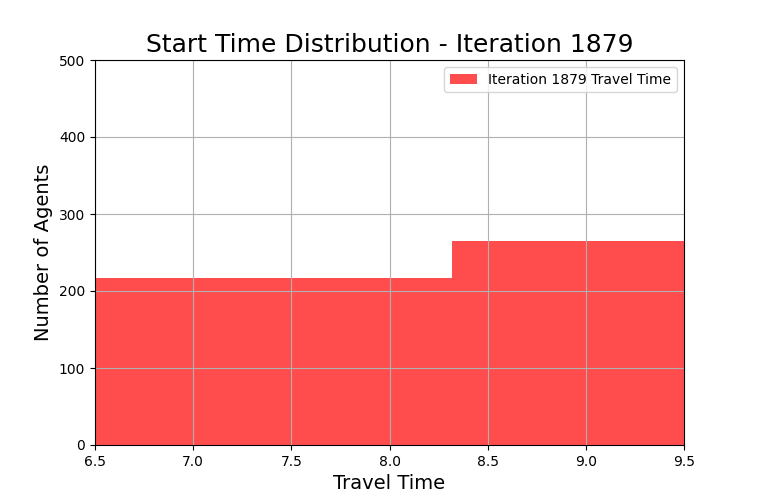 Start Time Distribution - Iteration 1879
Iteration 1879 Travel Time
Number of Agents
500
400
300
200
100
0
6.5 7.0 7.5 8.0 8.5 9.0 9.5
Travel Time